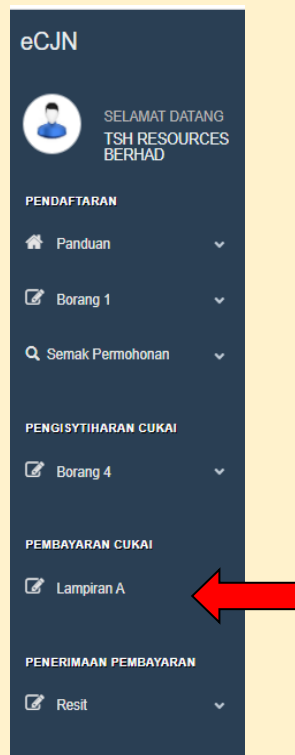 eCJN
SELAMAT DATANG
TSH RESOURCES
BERHAD
PENDAFTARAN
Panduan
Borang 1
Semak Permohonan
PENGISYTIHARAN CUKAI
Borang 4
PEMBAYARAN CUKAI
Lampiran A
PENERIMAAN PEMBAYARAN
Resit